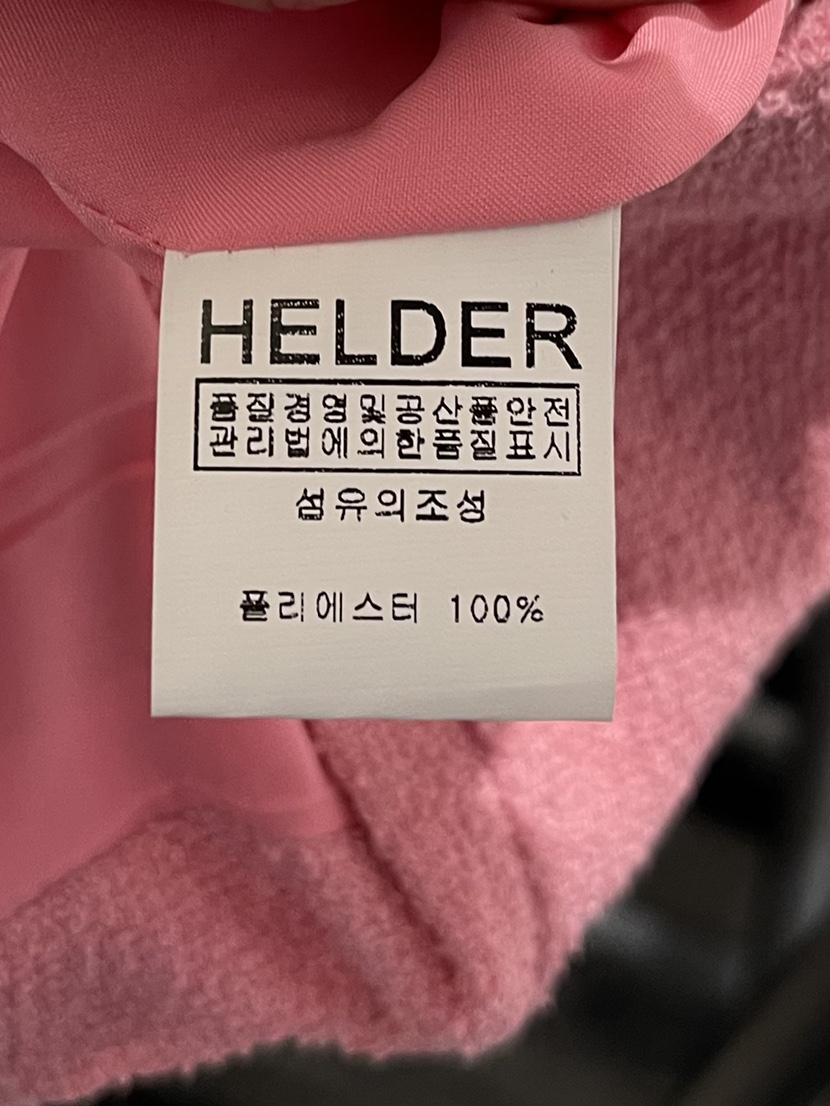 HELDER
품질경영및공산품안전
관리법에의한품질표시
섬유의조성
폴리에스터 100%